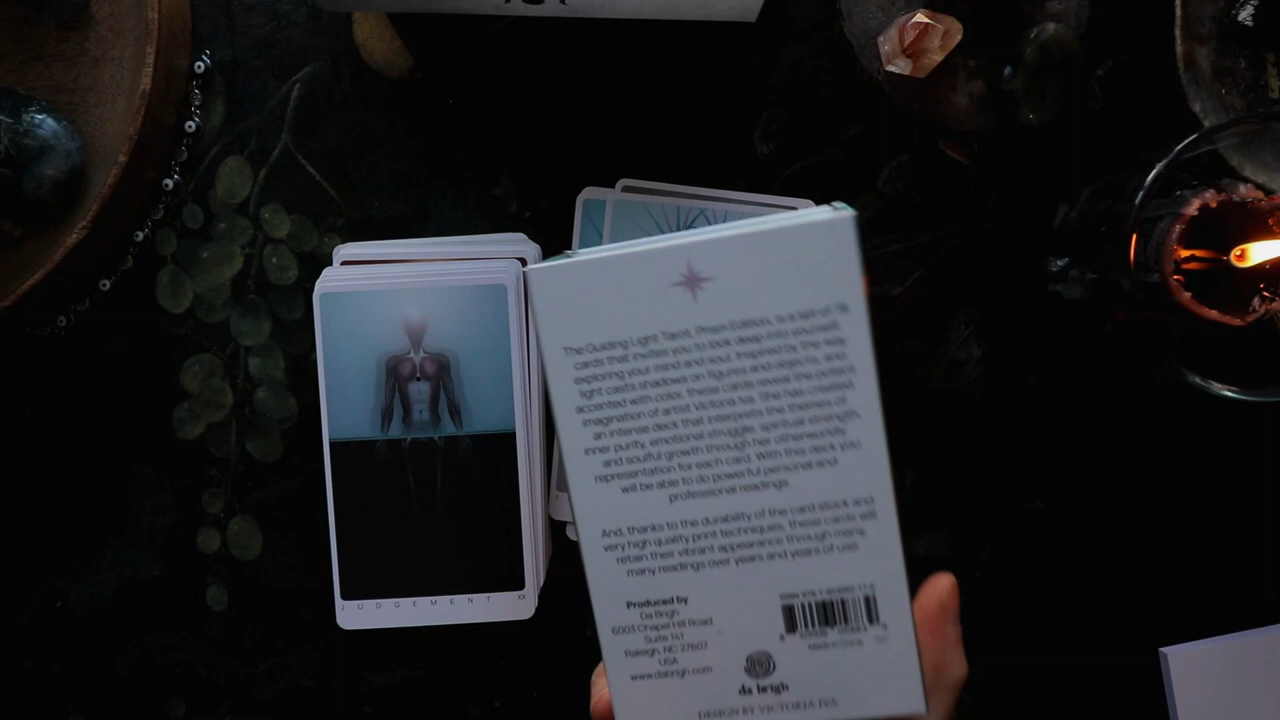 The Guiding Light Tarot, Prism Edition, is a set of 78
cards that invites you to look deep into yourself,
exploring your mind and soul. Inspired by the way
light casts shadows on figures and objects, and
accented with color, these cards reveal the potent
imagination of artist Victoria Iva. She has created
an intense deck that interprets the themes of
inner purity, emotional struggle, spiritual strength,
and soulful growth through her otherworldly
representation for each card. With this deck you
will be able to do powerful personal and
professional readings.
And, thanks to the durability of the card stock and
very high quality print techniques, these cards will
retain their vibrant appearance through many,
many readings over years and years of use.
Produced by
Da Brigh
6003 Chapel Hill Road
Suite 141
Raleigh, NC 27607
USA
www.dabrigh.com
da brigh
DESIGN BY VICTORIA IVA
JUDGEMENT XX